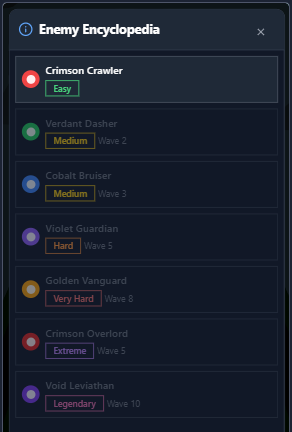 Enemy Encyclopedia
Crimson Crawler
Easy
Verdant Dasher
Medium Wave 2
Cobalt Bruiser
Medium Wave 3
Violet Guardian
Hard Wave 5
Golden Vanguard
Very Hard Wave 8
Crimson Overlord
Extreme Wave 5
Void Leviathan
Legendary Wave 10